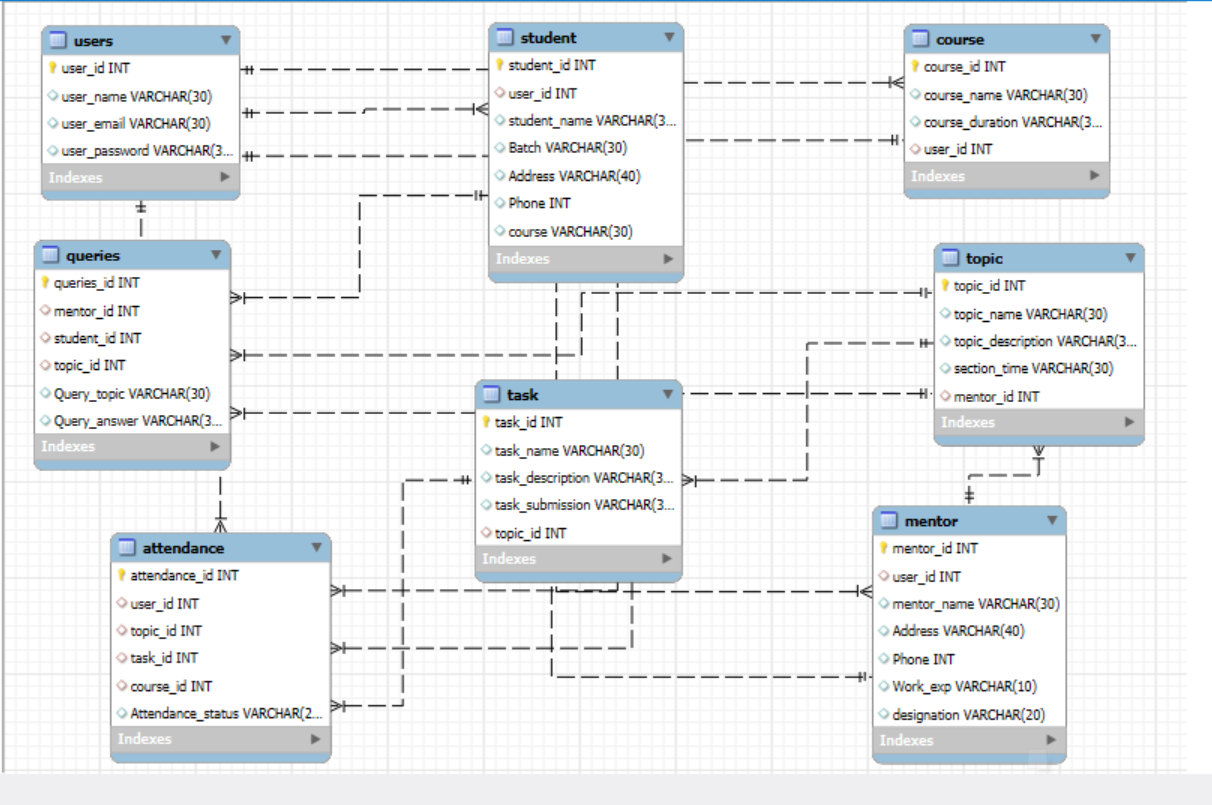 users
user_id INT
user_name VARCHAR(30)
user_email VARCHAR(30)
user_password VARCHAR(3...
Indexes
student
student_id INT
user_id INT
student_name VARCHAR(3...
Batch VARCHAR(30)
Address VARCHAR(40)
Phone INT
course VARCHAR(30)
Indexes
course
course_id INT
course_name VARCHAR(30)
course_duration VARCHAR(3...
user_id INT
Indexes
queries
queries_id INT
mentor_id INT
student_id INT
topic_id INT
Query_topic VARCHAR(30)
Query_answer VARCHAR(3...
Indexes
topic
topic_id INT
topic_name VARCHAR(30)
topic_description VARCHAR(3...
section_time VARCHAR(30)
mentor_id INT
Indexes
task
task_id INT
task_name VARCHAR(30)
task_description VARCHAR(3...
task_submission VARCHAR(3...
topic_id INT
Indexes
attendance
attendance_id INT
user_id INT
topic_id INT
task_id INT
course_id INT
Attendance_status VARCHAR(2...
Indexes
mentor
mentor_id INT
user_id INT
mentor_name VARCHAR(30)
Address VARCHAR(40)
Phone INT
Work_exp VARCHAR(10)
designation VARCHAR(20)
Indexes